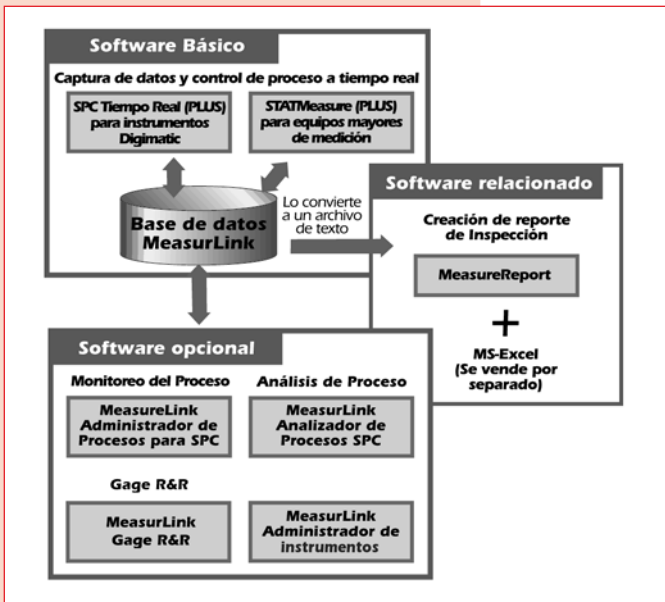 Software Básico
Captura de datos y control de proceso a tiempo real
SPC Tiempo Real (PLUS)
para instrumentos
Digimatic
STATMeasure (PLUS)
para equipos mayores
de medición
Base de datos
MeasurLink
Lo convierte
a un archivo
de texto
Software relacionado
Creación de reporte
de Inspección
MeasureReport
+
MS-Excel
(Se vende por
separado)
Software opcional
Monitoreo del Proceso
MeasureLink
Administrador de
Procesos para SPC
Análisis de Proceso
MeasurLink
Analizador de
Procesos SPC
Gage R&R
MeasurLink
Gage R&R
MeasurLink
Administrador de
instrumentos